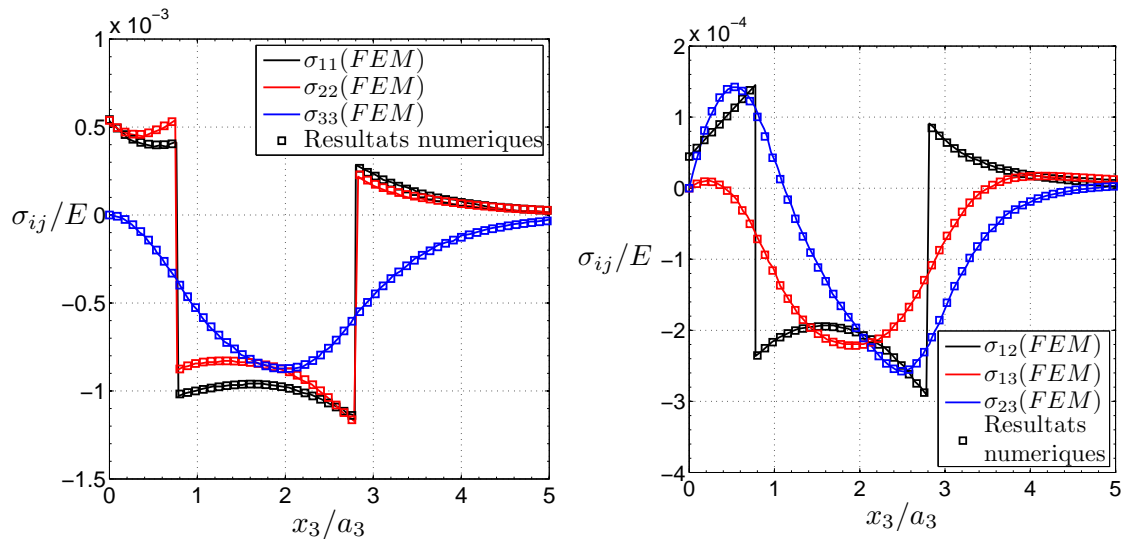 x 10⁻³
1
0.5
0
−0.5
−1
−1.5
σᵢⱼ/E
0 1 2 3 4 5
x₃/a₃
σ₁₁(FEM)
σ₂₂(FEM)
σ₃₃(FEM)
Resultats numeriques
x 10⁻⁴
2
1
0
−1
−2
−3
−4
σᵢⱼ/E
0 1 2 3 4 5
x₃/a₃
σ₁₂(FEM)
σ₁₃(FEM)
σ₂₃(FEM)
Resultats
numeriques